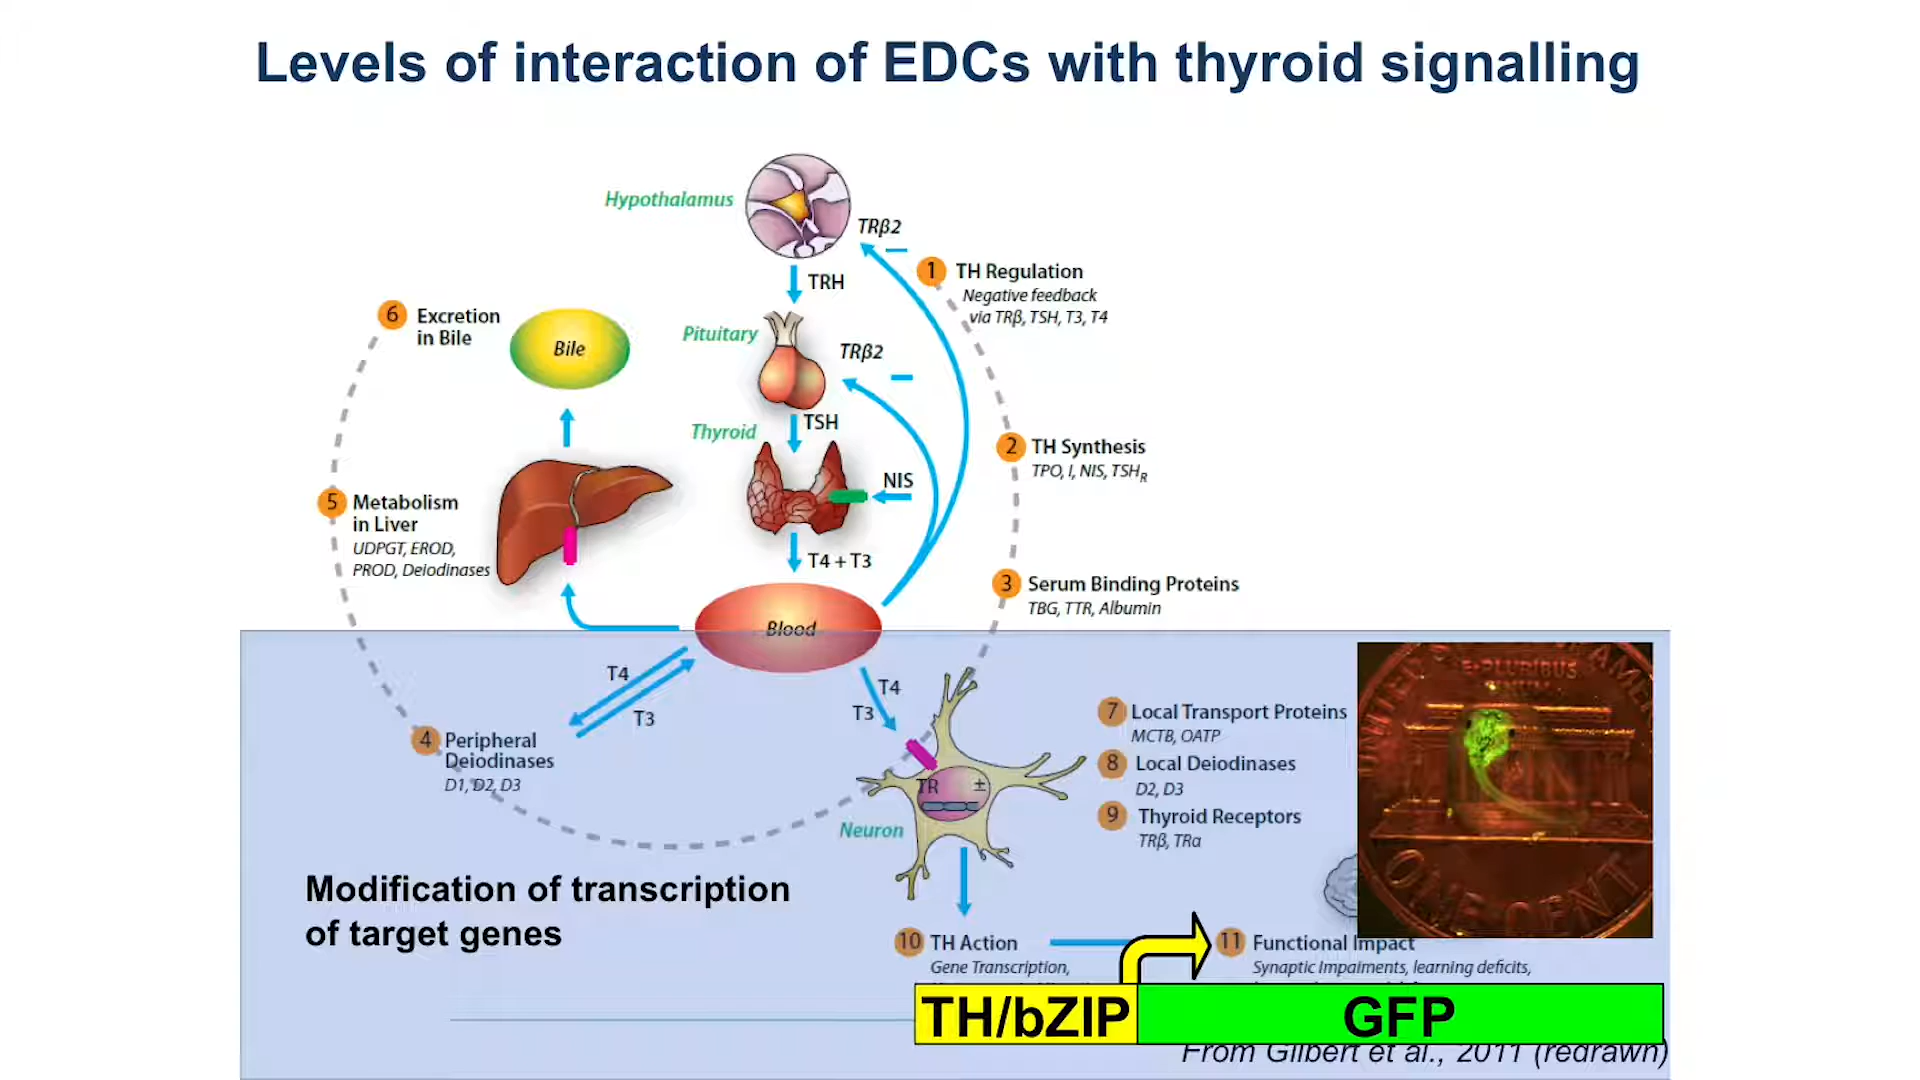 Levels of interaction of EDCs with thyroid signalling
Hypothalamus
TRβ2
TRH
1 TH Regulation
Negative feedback
via TRβ, TSH, T3, T4
6 Excretion
in Bile
Bile
Pituitary
TRβ2
TSH
Thyroid
2 TH Synthesis
TPO, I, NIS, TSHR
NIS
5 Metabolism
in Liver
UDPGT, EROD,
PROD, Deiodinases
T4 + T3
3 Serum Binding Proteins
TBG, TTR, Albumin
Blood
T4
T3
T4
T3
4 Peripheral
Deiodinases
D1, D2, D3
7 Local Transport Proteins
MCT8, OATP
8 Local Deiodinases
D2, D3
9 Thyroid Receptors
TRβ, TRα
TR ±
Neuron
E·PLURIBUS
ONE CENT
Modification of transcription
of target genes
10 TH Action
Gene Transcription,
11 Functional Impact
Synaptic Impaiments, learning deficits,
TH/bZIP GFP
From Gilbert et al., 2011 (redrawn)